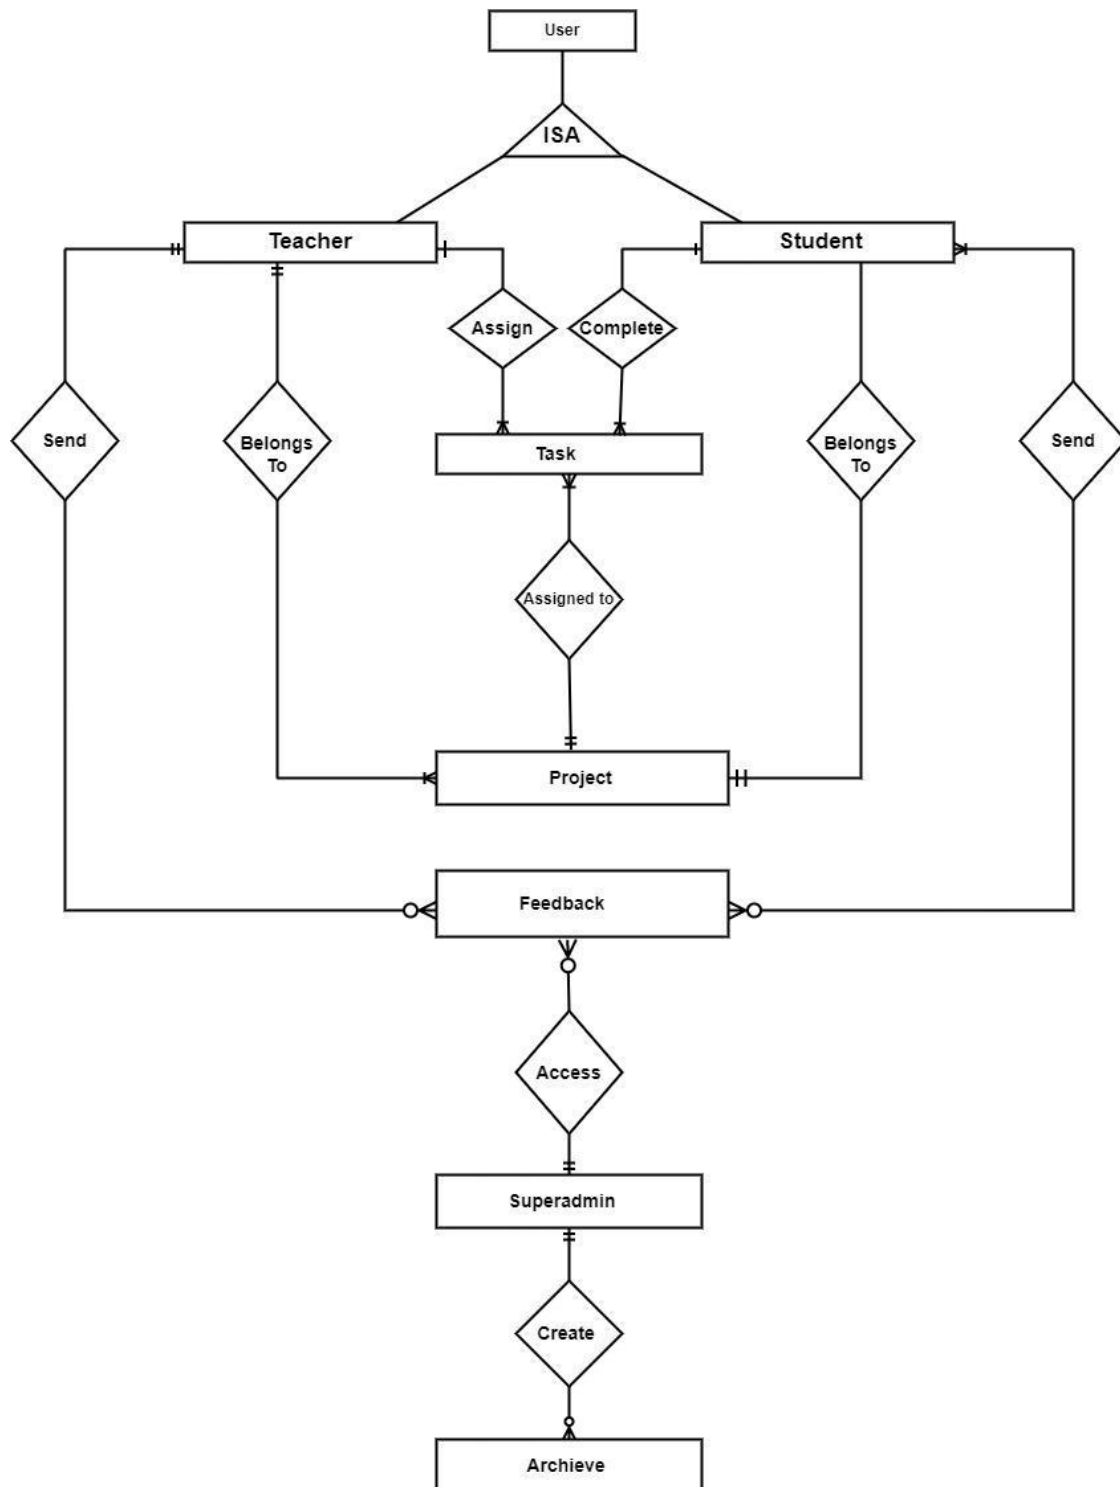 User
ISA
Teacher
Student
Assign
Complete
Send
Belongs
To
Task
Belongs
To
Send
Assigned to
Project
Feedback
Access
Superadmin
Create
Archieve